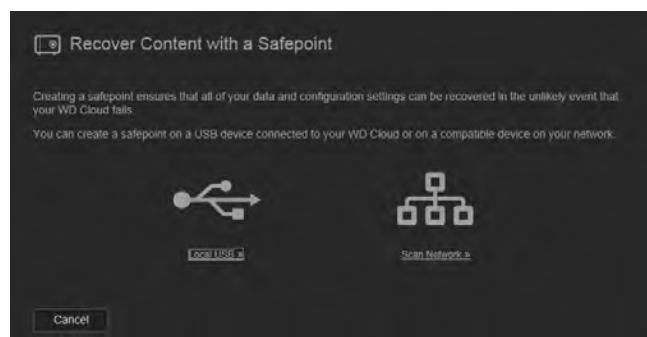 Recover Content with a Safepoint
Creating a safepoint ensures that all of your data and configuration settings can be recovered in the unlikely event that
your WD Cloud fails.
You can create a safepoint on a USB device connected to your WD Cloud or on a compatible device on your network.
Local USB »
Scan Network »
Cancel